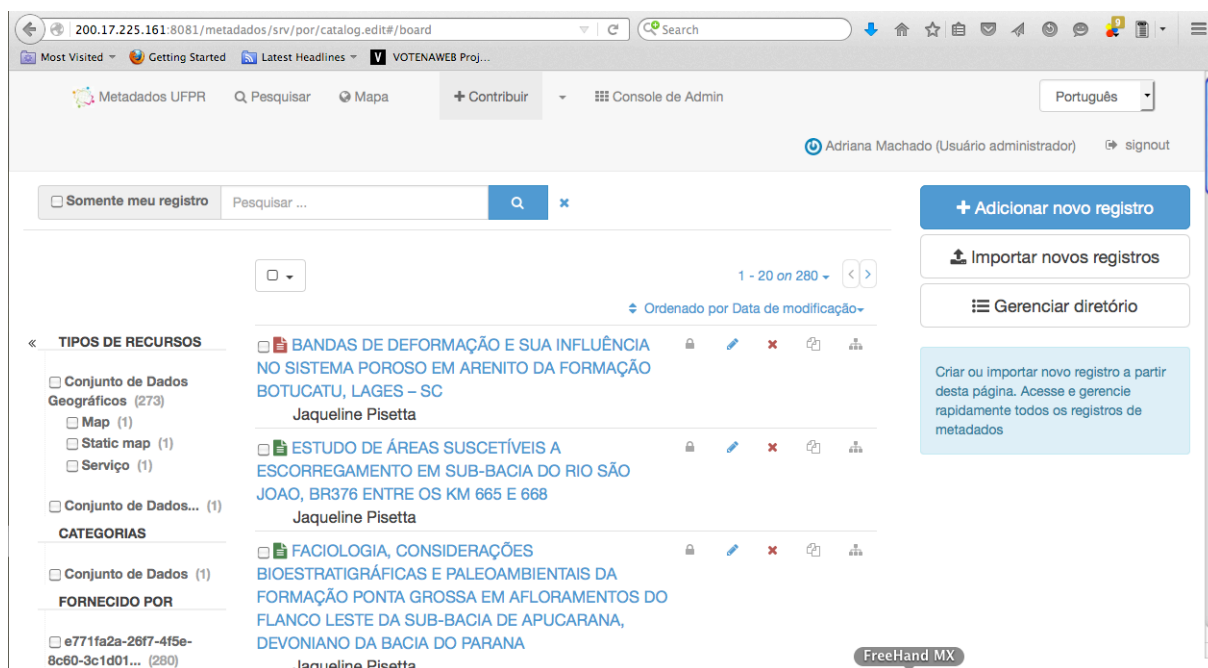 200.17.225.161:8081/metadados/srv/por/catalog.edit#/board
Search
Most Visited
Getting Started
Latest Headlines
V VOTENAWEB Proj...
Metadados UFPR
Pesquisar
Mapa
+ Contribuir
Console de Admin
Português
Adriana Machado (Usuário administrador)
signout
Somente meu registro
Pesquisar ...
+ Adicionar novo registro
Importar novos registros
Gerenciar diretório
Criar ou importar novo registro a partir
desta página. Acesse e gerencie
rapidamente todos os registros de
metadados
1 - 20 on 280
Ordenado por Data de modificação
« TIPOS DE RECURSOS
Conjunto de Dados
Geográficos (273)
Map (1)
Static map (1)
Serviço (1)
Conjunto de Dados... (1)
CATEGORIAS
Conjunto de Dados (1)
FORNECIDO POR
e771fa2a-26f7-4f5e-
8c60-3c1d01... (280)
BANDAS DE DEFORMAÇÃO E SUA INFLUÊNCIA
NO SISTEMA POROSO EM ARENITO DA FORMAÇÃO
BOTUCATU, LAGES – SC
Jaqueline Pisetta
ESTUDO DE ÁREAS SUSCETÍVEIS A
ESCORREGAMENTO EM SUB-BACIA DO RIO SÃO
JOAO, BR376 ENTRE OS KM 665 E 668
Jaqueline Pisetta
FACIOLOGIA, CONSIDERAÇÕES
BIOESTRATIGRÁFICAS E PALEOAMBIENTAIS DA
FORMAÇÃO PONTA GROSSA EM AFLORAMENTOS DO
FLANCO LESTE DA SUB-BACIA DE APUCARANA,
DEVONIANO DA BACIA DO PARANA
Jaqueline Pisetta
FreeHand MX